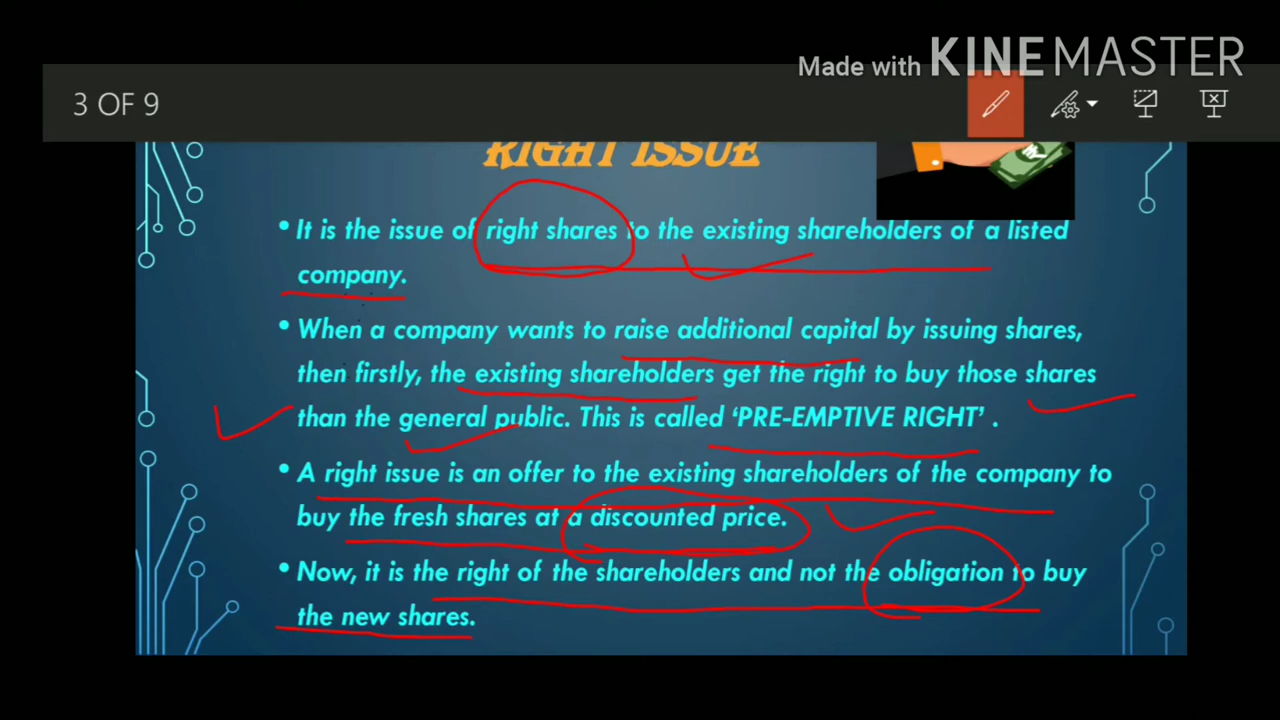 Made with KINEMASTER
3 OF 9
RIGHT ISSUE
• It is the issue of right shares to the existing shareholders of a listed
company.
• When a company wants to raise additional capital by issuing shares,
then firstly, the existing shareholders get the right to buy those shares
than the general public. This is called ‘PRE-EMPTIVE RIGHT’ .
• A right issue is an offer to the existing shareholders of the company to
buy the fresh shares at a discounted price.
• Now, it is the right of the shareholders and not the obligation to buy
the new shares.